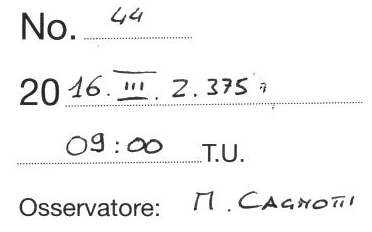 No. 44
20 16. III. 2.375
09:00 T.U.
Osservatore: M. CAGNOTTI